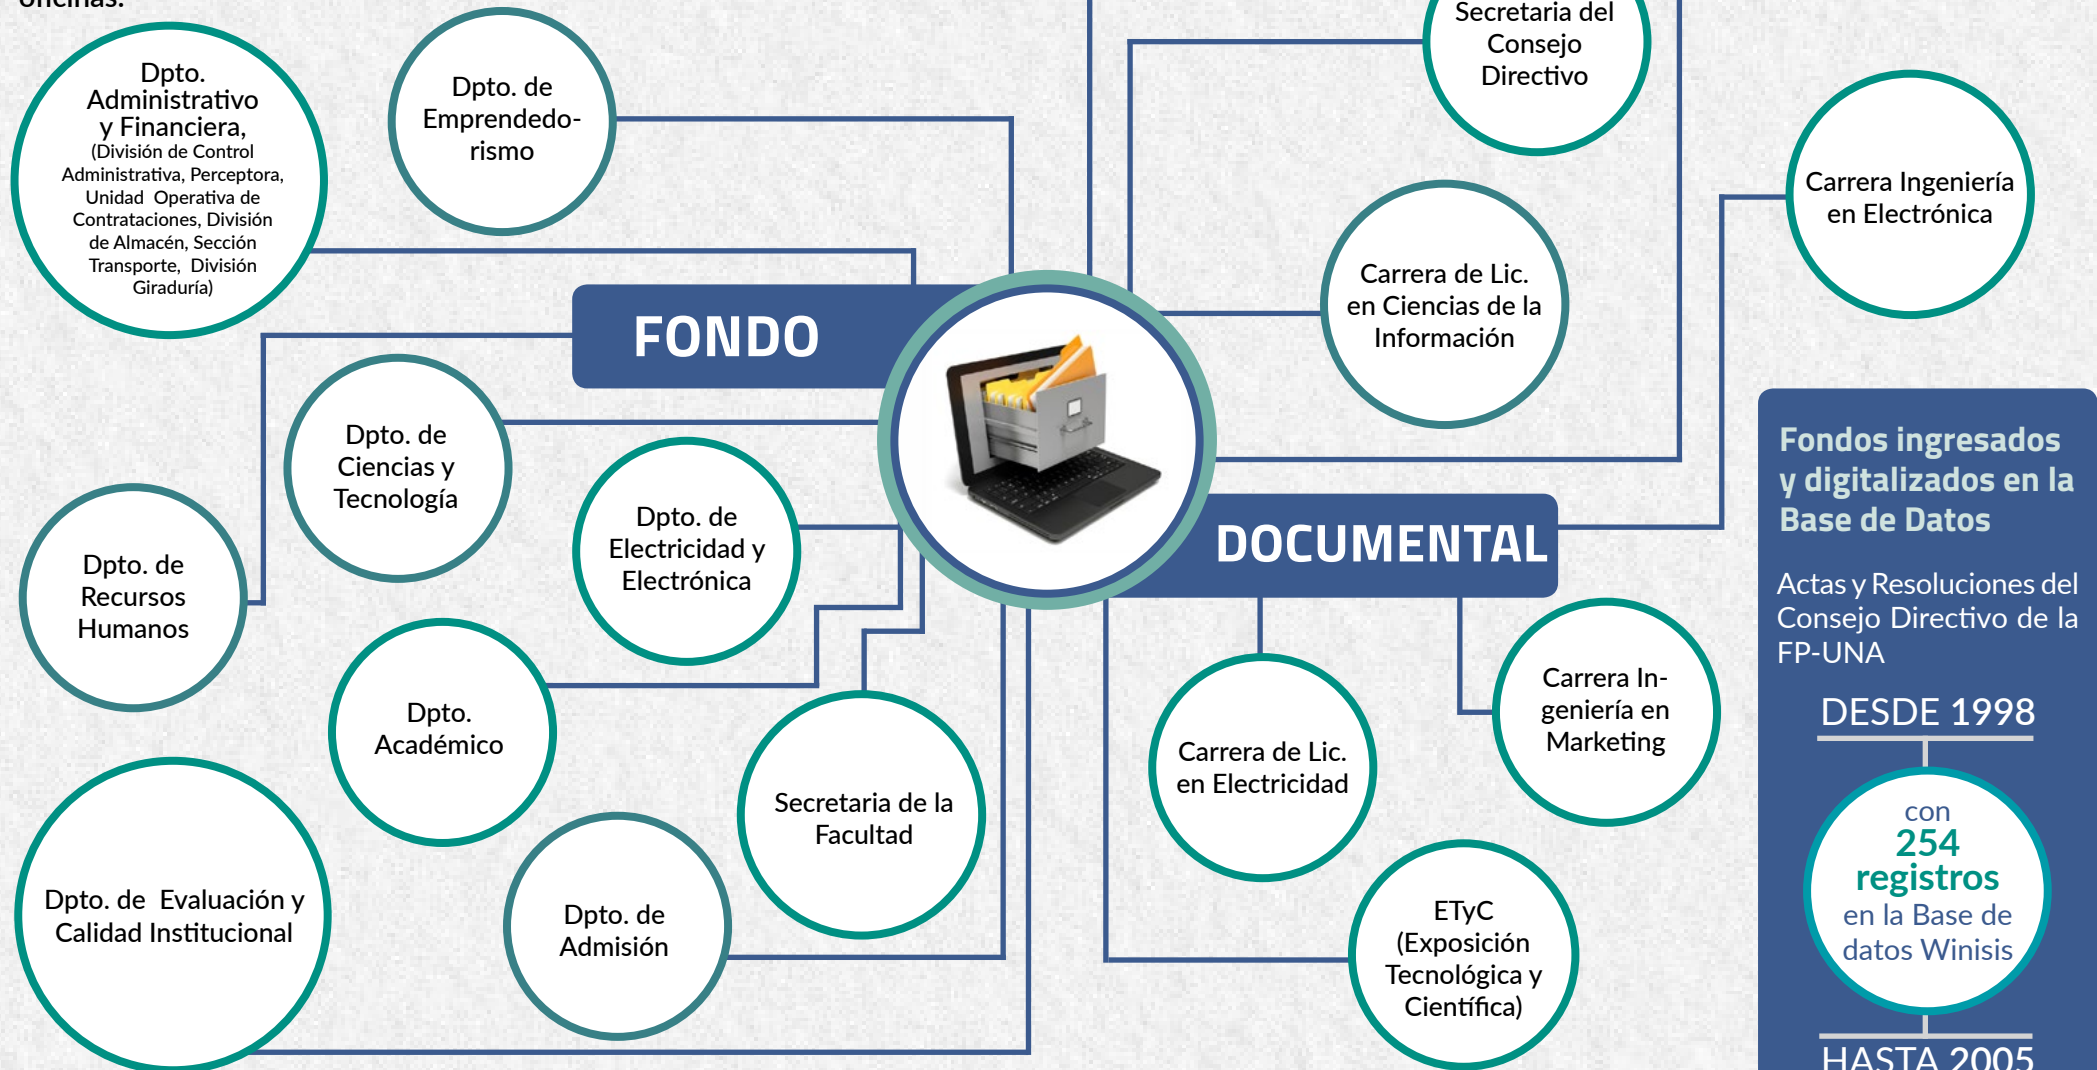 oficinas:
Dpto.
Administrativo
y Financiera,
(División de Control
Administrativa, Perceptora,
Unidad Operativa de
Contrataciones, División
de Almacén, Sección
Transporte, División
Giraduría)
Dpto. de
Emprendedo-
rismo
Secretaria del
Consejo
Directivo
Carrera Ingeniería
en Electrónica
Carrera de Lic.
en Ciencias de la
Información
FONDO
DOCUMENTAL
Dpto. de
Ciencias y
Tecnología
Dpto. de
Electricidad y
Electrónica
Dpto. de
Recursos
Humanos
Dpto.
Académico
Secretaria de la
Facultad
Dpto. de Evaluación y
Calidad Institucional
Dpto. de
Admisión
Carrera de Lic.
en Electricidad
Carrera In-
geniería en
Marketing
ETyC
(Exposición
Tecnológica y
Científica)
Fondos ingresados
y digitalizados en la
Base de Datos
Actas y Resoluciones del
Consejo Directivo de la
FP-UNA
DESDE 1998
con
254
registros
en la Base de
datos Winisis
HASTA 2005